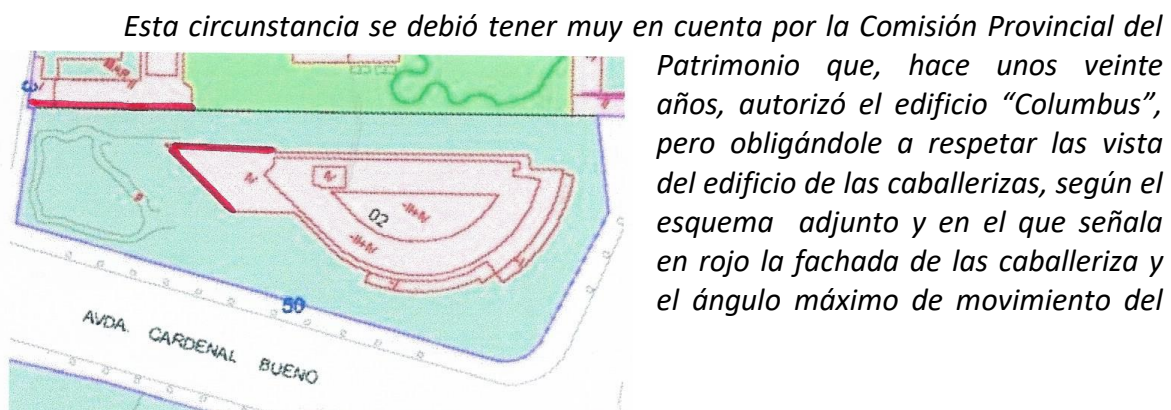 Esta circunstancia se debió tener muy en cuenta por la Comisión Provincial del
Patrimonio que, hace unos veinte
años, autorizó el edificio “Columbus”,
pero obligándole a respetar las vista
del edificio de las caballerizas, según el
esquema adjunto y en el que señala
en rojo la fachada de las caballeriza y
el ángulo máximo de movimiento del
02
50
AVDA. CARDENAL BUENO